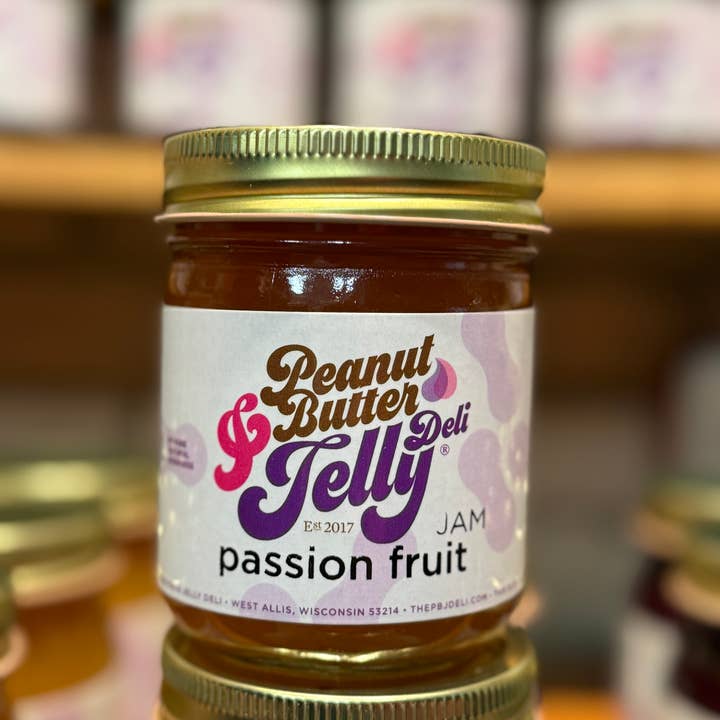 Peanut
Butter
& Jelly Deli®
Est 2017
JAM
passion fruit
JELLY DELI • WEST ALLIS, WISCONSIN 53214 • THEPBJDELI.COM •